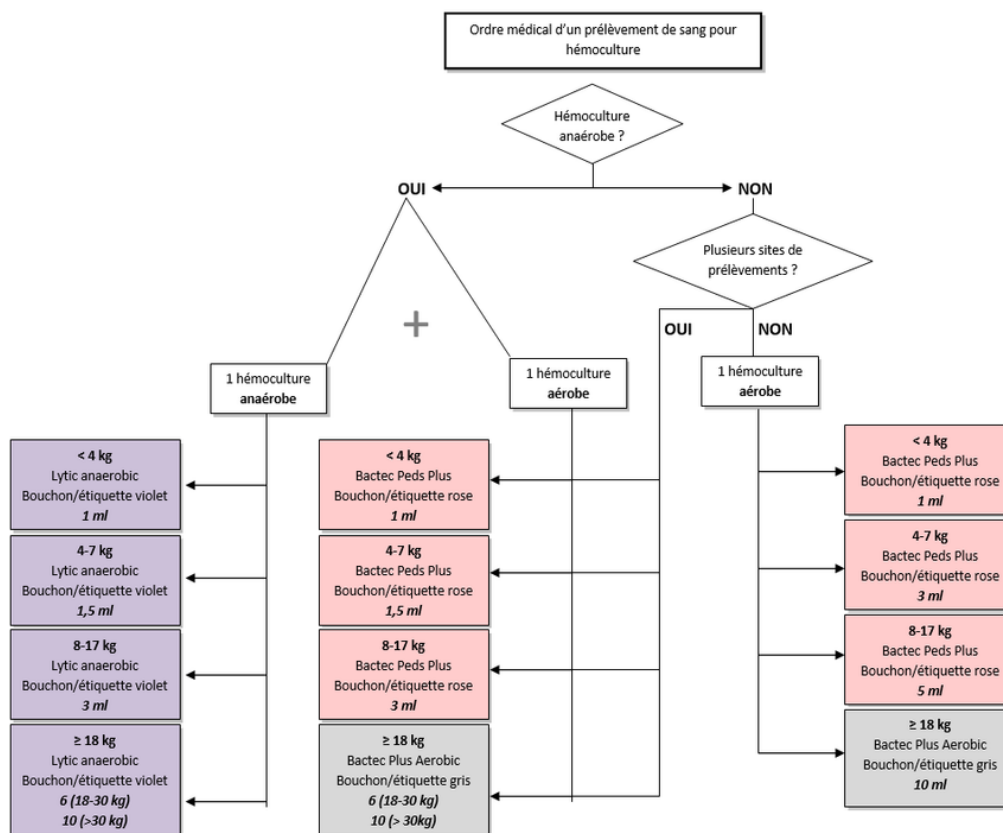 Ordre médical d'un prélèvement de sang pour
hémoculture
Hémoculture
anaérobe ?
OUI
NON
Plusieurs sites de
prélèvements ?
+
OUI
NON
1 hémoculture
anaérobe
1 hémoculture
aérobe
1 hémoculture
aérobe
< 4 kg
Lytic anaerobic
Bouchon/étiquette violet
1 ml
4-7 kg
Lytic anaerobic
Bouchon/étiquette violet
1,5 ml
8-17 kg
Lytic anaerobic
Bouchon/étiquette violet
3 ml
≥ 18 kg
Lytic anaerobic
Bouchon/étiquette violet
6 (18-30 kg)
10 (>30 kg)
< 4 kg
Bactec Peds Plus
Bouchon/étiquette rose
1 ml
4-7 kg
Bactec Peds Plus
Bouchon/étiquette rose
1,5 ml
8-17 kg
Bactec Peds Plus
Bouchon/étiquette rose
3 ml
≥ 18 kg
Bactec Plus Aerobic
Bouchon/étiquette gris
6 (18-30 kg)
10 (> 30kg)
< 4 kg
Bactec Peds Plus
Bouchon/étiquette rose
1 ml
4-7 kg
Bactec Peds Plus
Bouchon/étiquette rose
3 ml
8-17 kg
Bactec Peds Plus
Bouchon/étiquette rose
5 ml
≥ 18 kg
Bactec Plus Aerobic
Bouchon/étiquette gris
10 ml